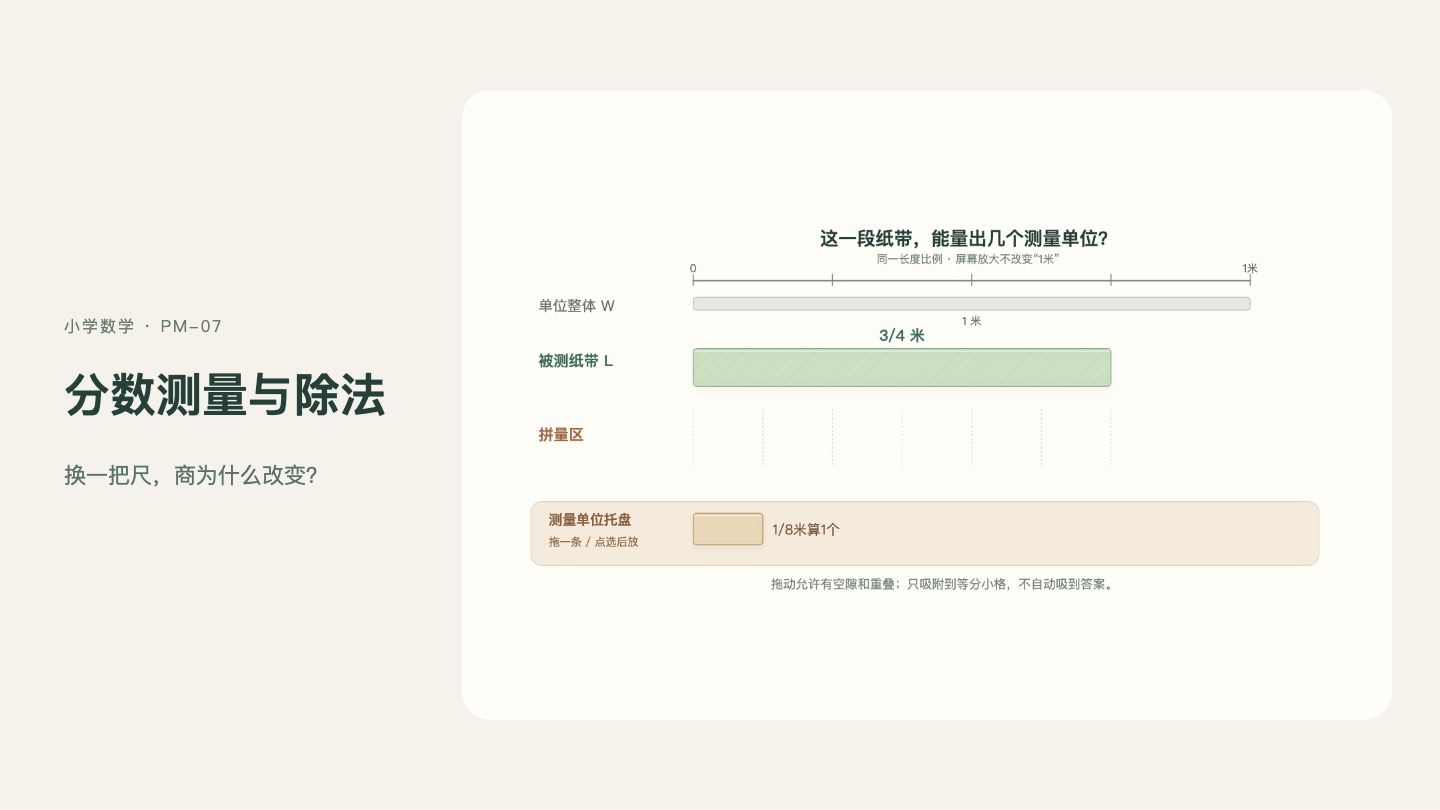 小学数学 · PM–07
分数测量与除法
换一把尺，商为什么改变？
这一段纸带，能量出几个测量单位？
同一长度比例 · 屏幕放大不改变“1米”
0
1米
单位整体 W
1 米
3/4 米
被测纸带 L
拼量区
测量单位托盘
拖一条 / 点选后放
1/8米算1个
拖动允许有空隙和重叠；只吸附到等分小格，不自动吸到答案。